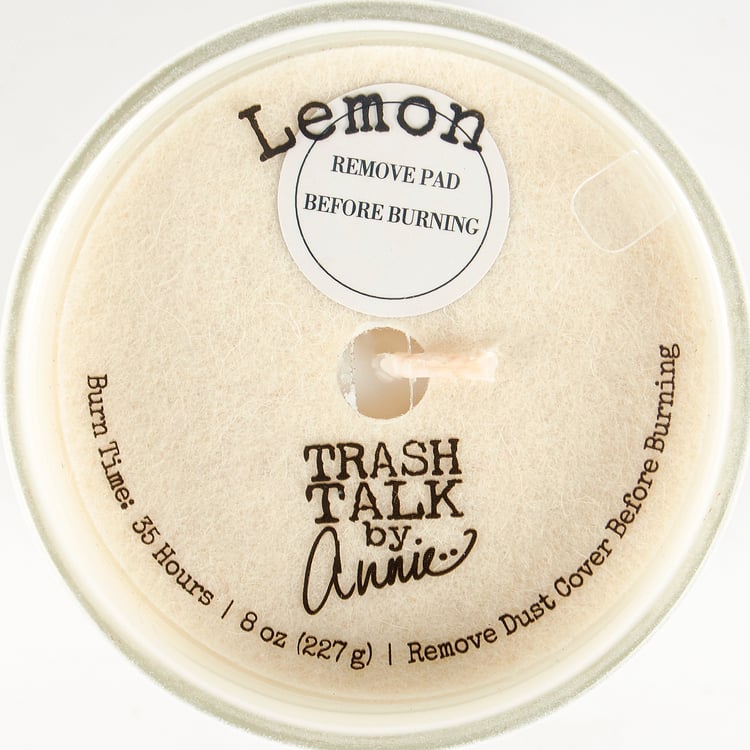 Lemon
REMOVE PAD
BEFORE BURNING
TRASH
TALK
by
Annie
Burn Time: 35 Hours | 8 oz (227 g) | Remove Dust Cover Before Burning